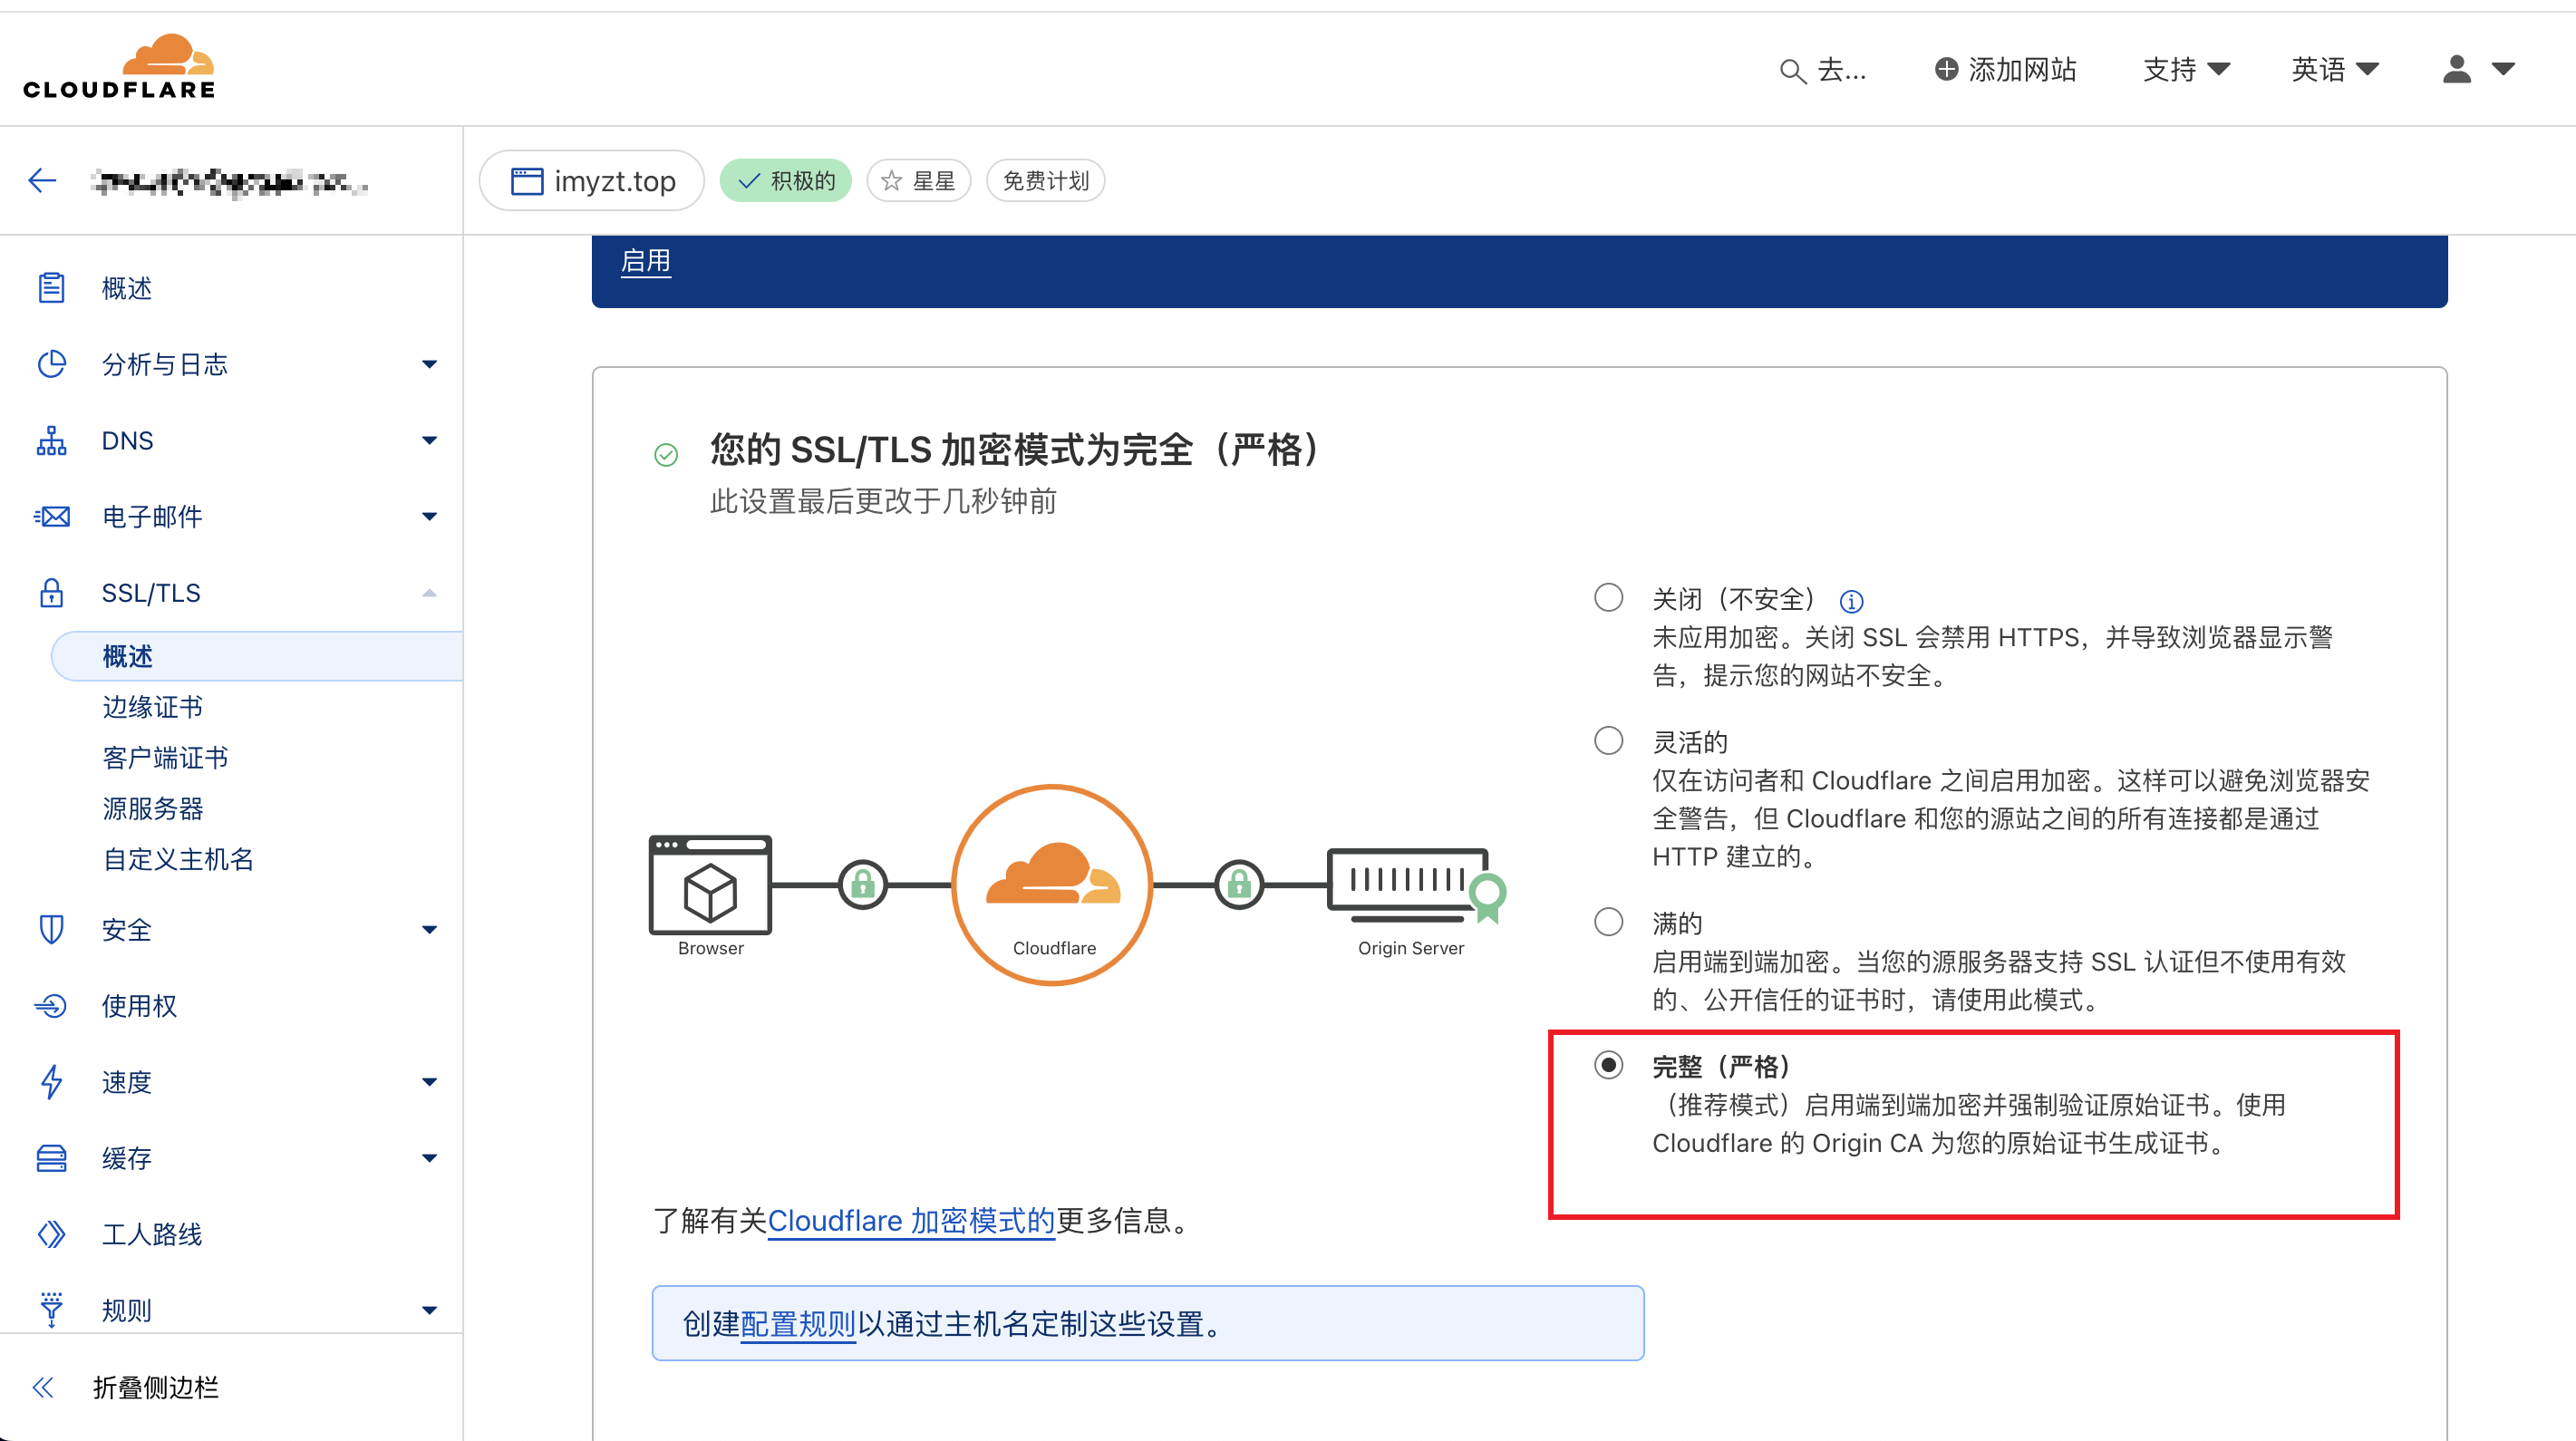 CLOUDFLARE
去...
添加网站
支持
英语
imyzt.top
积极的
星星
免费计划
概述
分析与日志
DNS
电子邮件
SSL/TLS
概述
边缘证书
客户端证书
源服务器
自定义主机名
安全
使用权
速度
缓存
工人路线
规则
折叠侧边栏
启用
您的 SSL/TLS 加密模式为完全（严格）
此设置最后更改于几秒钟前
Browser
Cloudflare
Origin Server
关闭（不安全）
未应用加密。关闭 SSL 会禁用 HTTPS，并导致浏览器显示警
告，提示您的网站不安全。
灵活的
仅在访问者和 Cloudflare 之间启用加密。这样可以避免浏览器安
全警告，但 Cloudflare 和您的源站之间的所有连接都是通过
HTTP 建立的。
满的
启用端到端加密。当您的源服务器支持 SSL 认证但不使用有效
的、公开信任的证书时，请使用此模式。
完整（严格）
（推荐模式）启用端到端加密并强制验证原始证书。使用
Cloudflare 的 Origin CA 为您的原始证书生成证书。
了解有关Cloudflare 加密模式的更多信息。
创建配置规则以通过主机名定制这些设置。